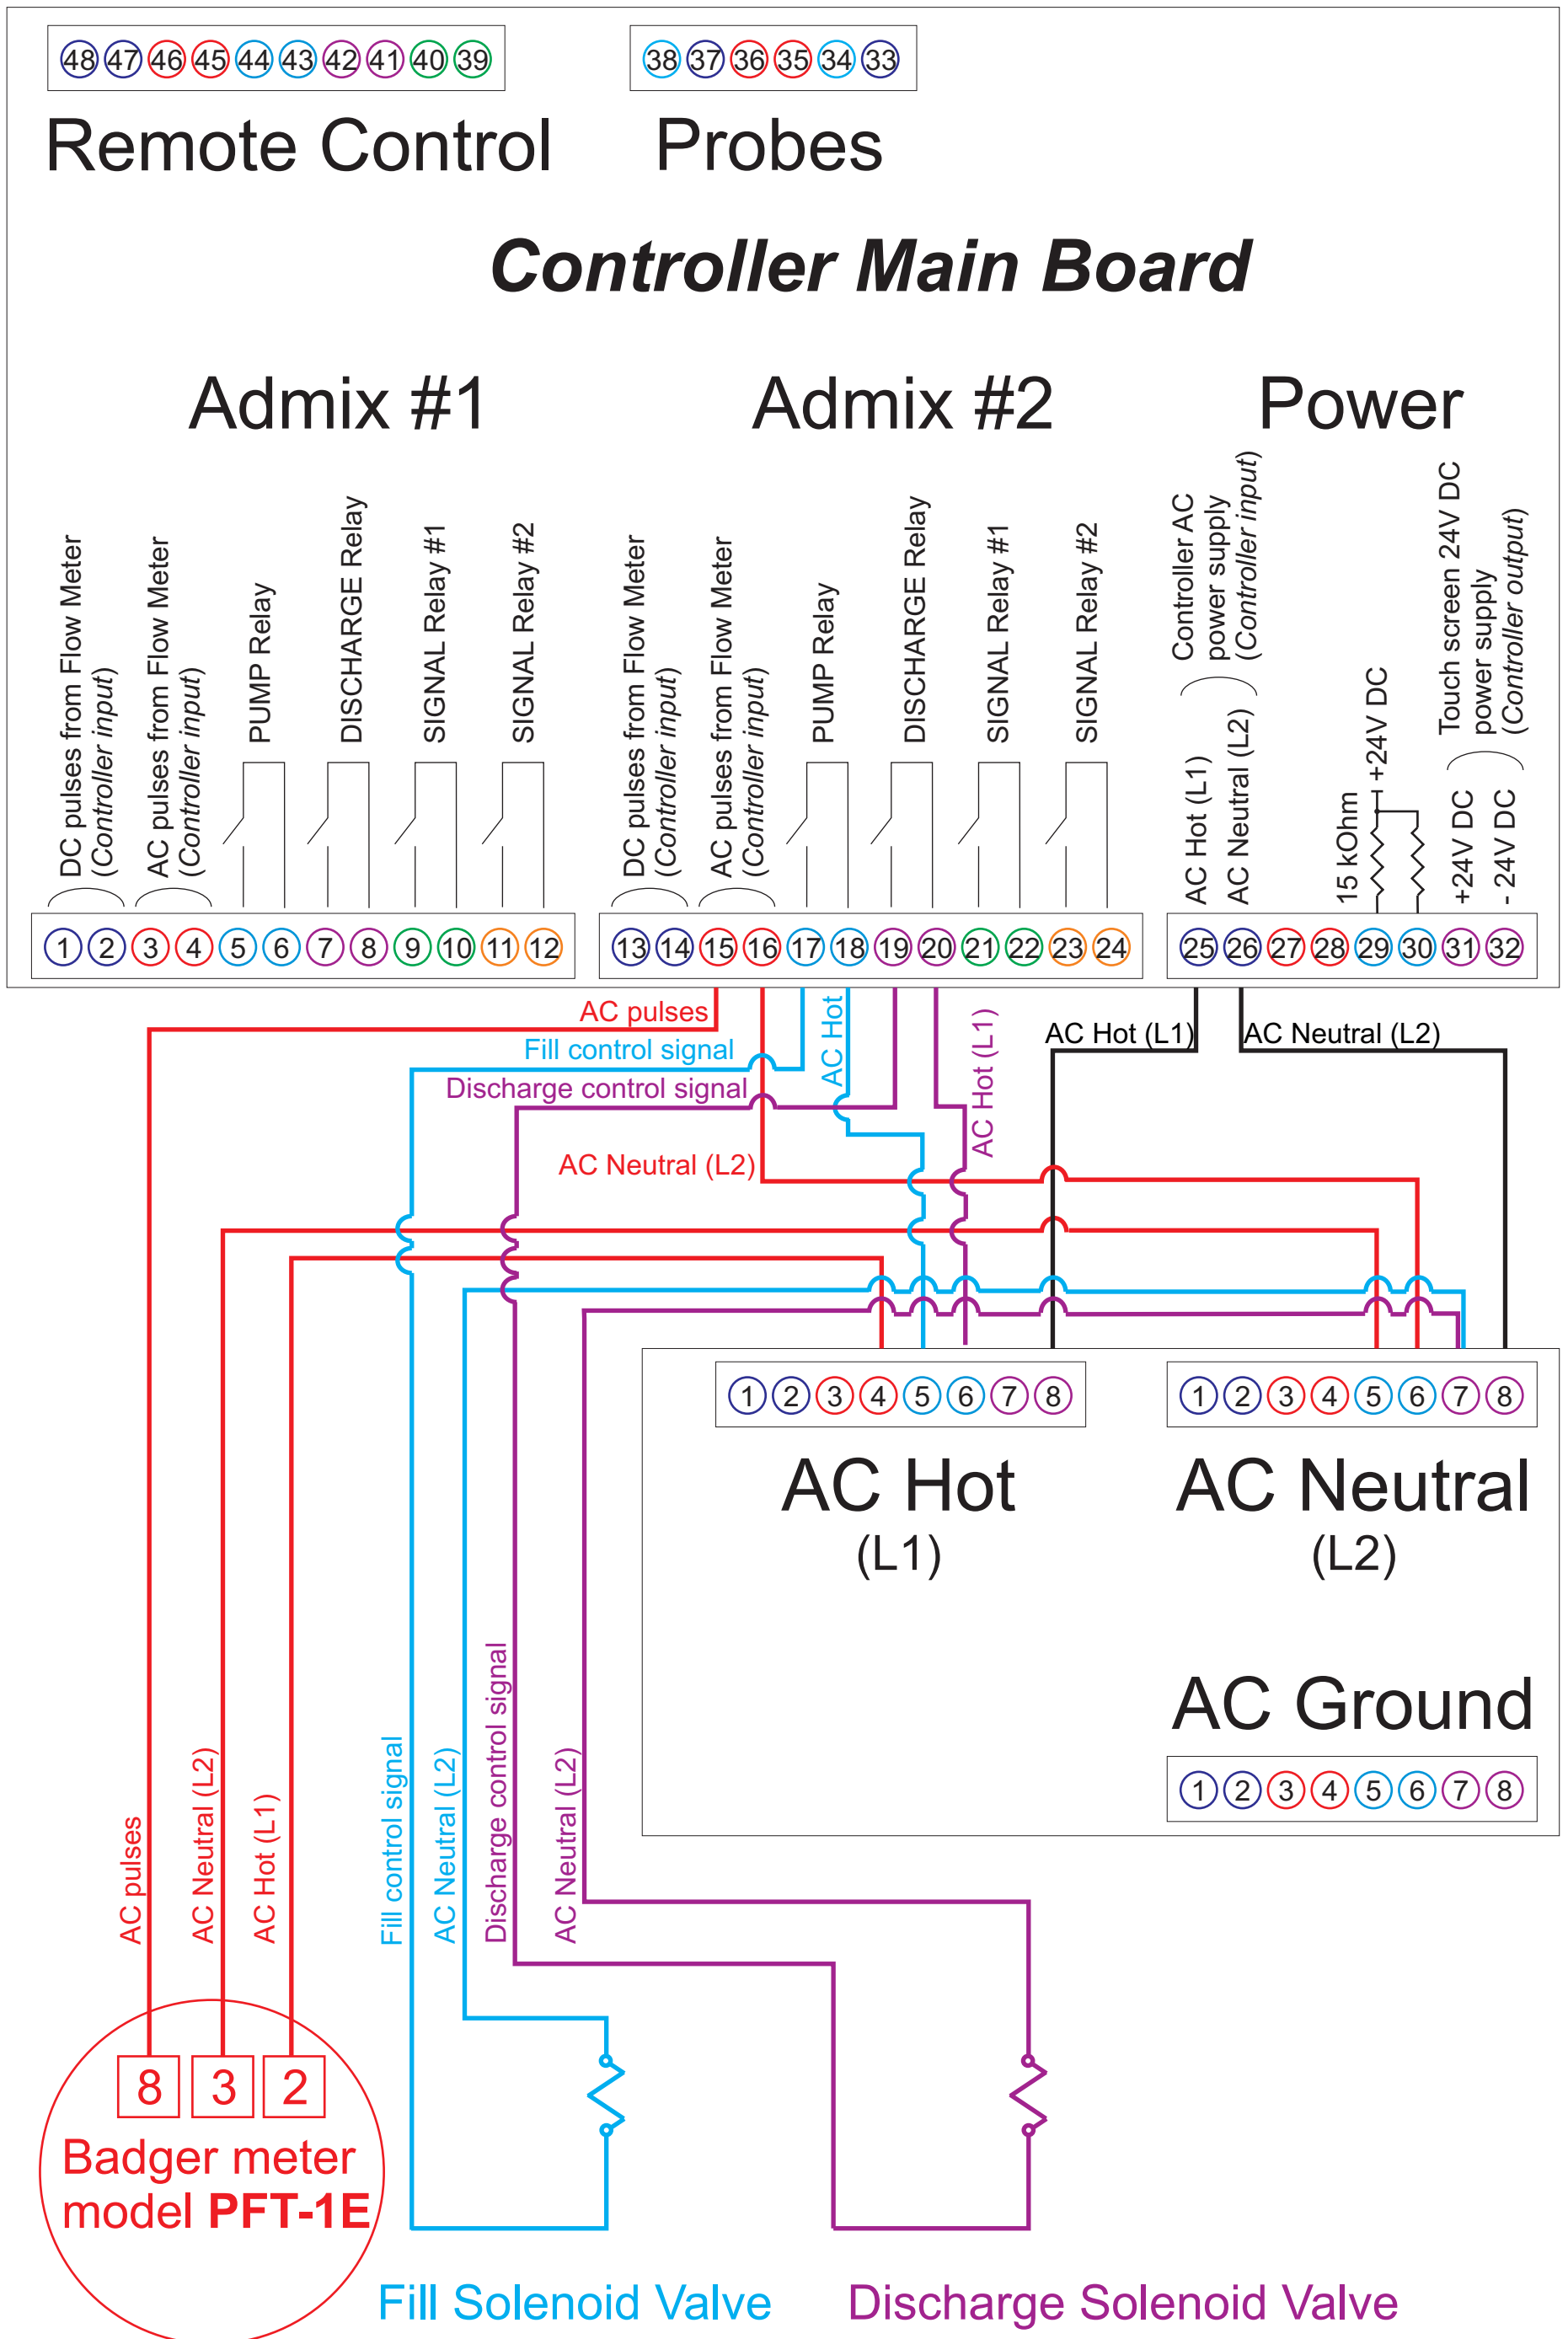 48 47 46 45 44 43 42 41 40 39
38 37 36 35 34 33
Remote Control
Probes
Controller Main Board
Admix #1
Admix #2
Power
DC pulses from Flow Meter
(Controller input)
AC pulses from Flow Meter
(Controller input)
PUMP Relay
DISCHARGE Relay
SIGNAL Relay #1
SIGNAL Relay #2
DC pulses from Flow Meter
(Controller input)
AC pulses from Flow Meter
(Controller input)
PUMP Relay
DISCHARGE Relay
SIGNAL Relay #1
SIGNAL Relay #2
Controller AC
power supply
(Controller input)
AC Hot (L1)
AC Neutral (L2)
15 kOhm
+24V DC
Touch screen 24V DC
power supply
(Controller output)
+24V DC
- 24V DC
1 2 3 4 5 6 7 8 9 10 11 12
13 14 15 16 17 18 19 20 21 22 23 24
25 26 27 28 29 30 31 32
AC pulses
Fill control signal
Discharge control signal
AC Neutral (L2)
AC Hot
AC Hot (L1)
AC Hot (L1)
AC Neutral (L2)
1 2 3 4 5 6 7 8
1 2 3 4 5 6 7 8
AC Hot
(L1)
AC Neutral
(L2)
AC Ground
1 2 3 4 5 6 7 8
AC pulses
AC Neutral (L2)
AC Hot (L1)
Fill control signal
AC Neutral (L2)
Discharge control signal
AC Neutral (L2)
8 3 2
Badger meter
model PFT-1E
Fill Solenoid Valve
Discharge Solenoid Valve